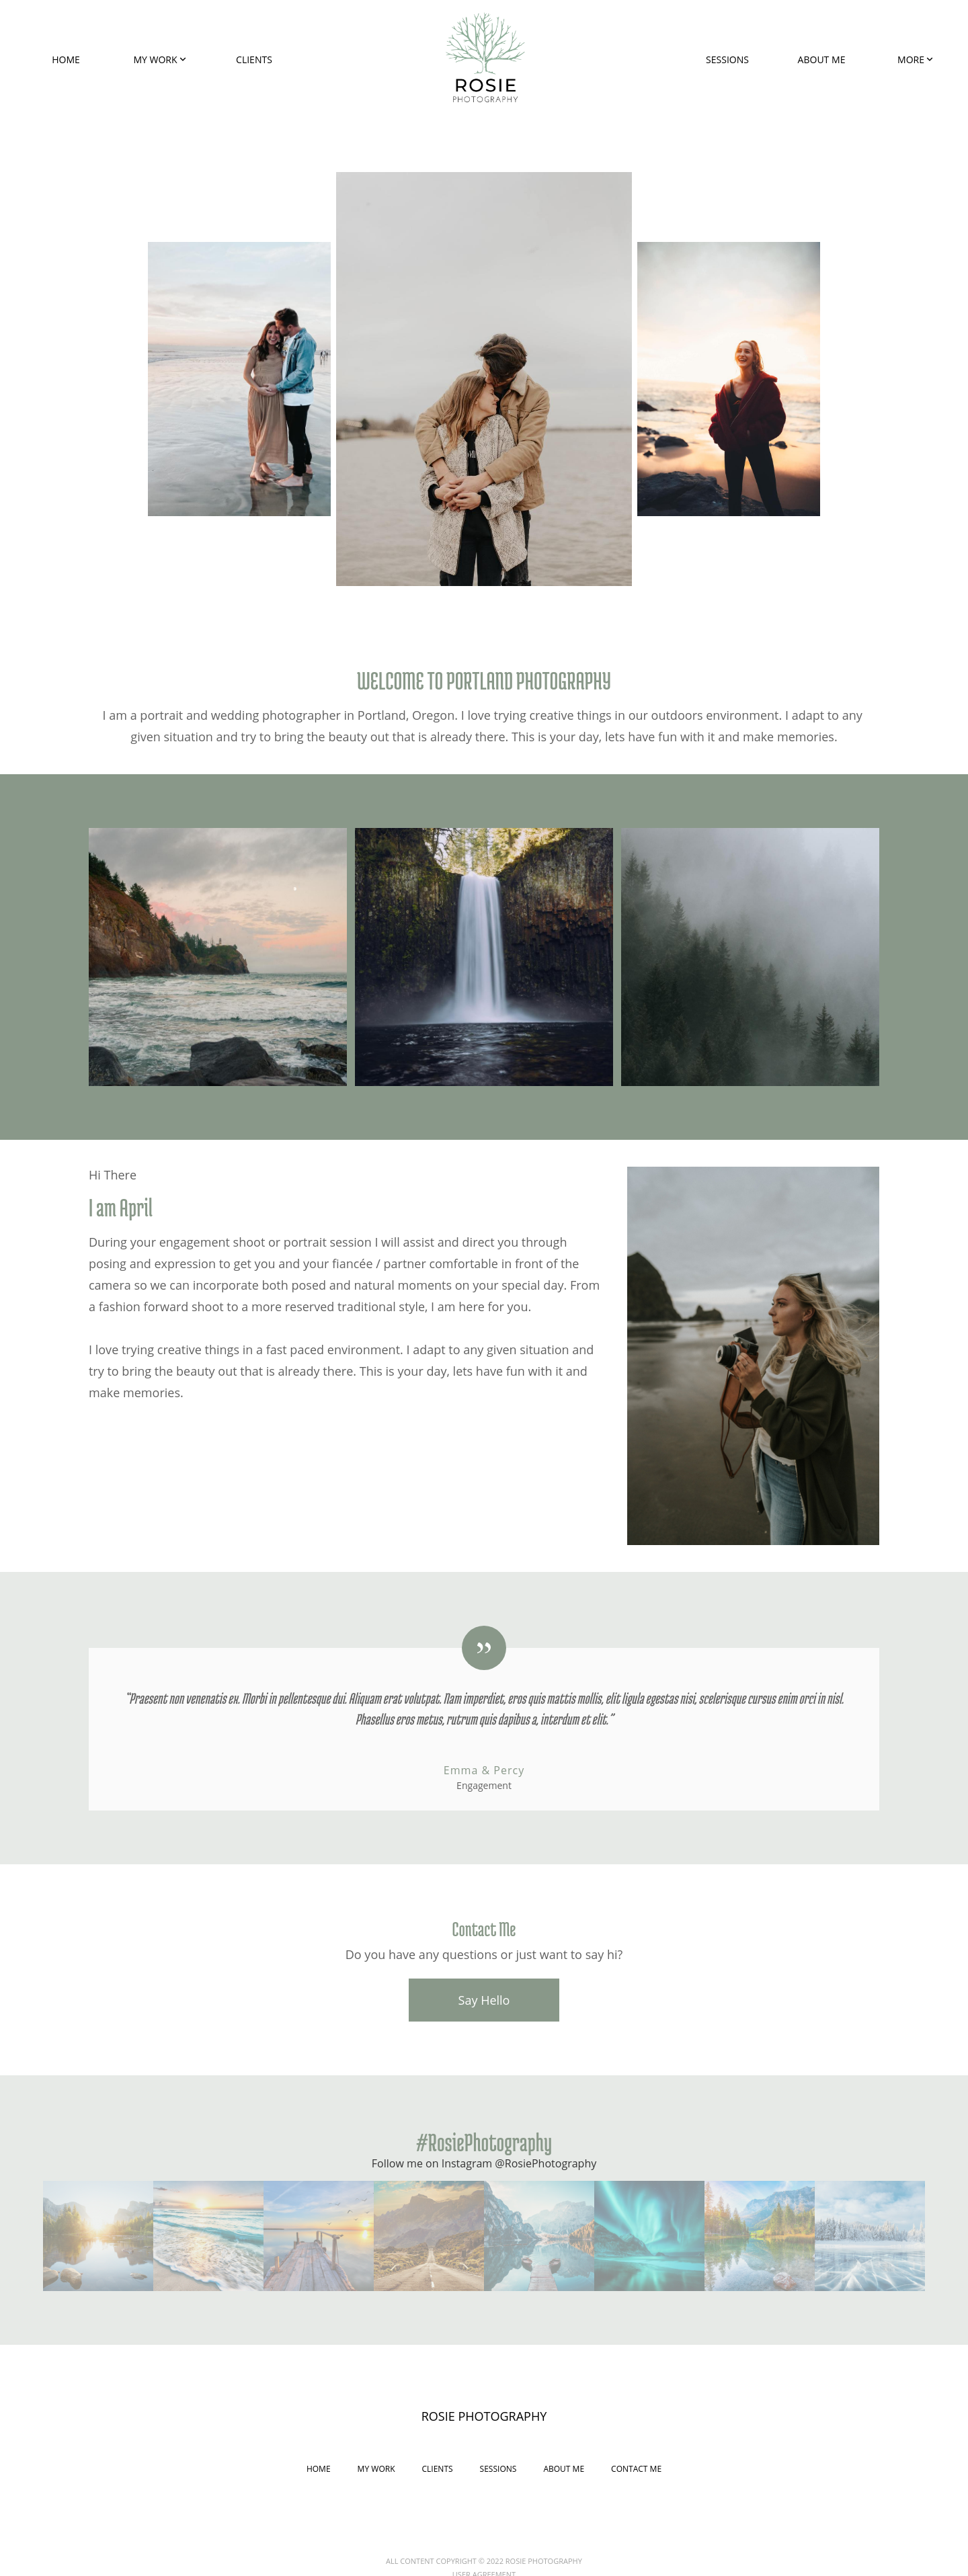 HOME
MY WORK
CLIENTS
ROSIE
PHOTOGRAPHY
SESSIONS
ABOUT ME
MORE
WELCOME TO PORTLAND PHOTOGRAPHY
I am a portrait and wedding photographer in Portland, Oregon. I love trying creative things in our outdoors environment. I adapt to any
given situation and try to bring the beauty out that is already there. This is your day, lets have fun with it and make memories.
Hi There
I am April
During your engagement shoot or portrait session I will assist and direct you through
posing and expression to get you and your fiancée / partner comfortable in front of the
camera so we can incorporate both posed and natural moments on your special day. From
a fashion forward shoot to a more reserved traditional style, I am here for you.
I love trying creative things in a fast paced environment. I adapt to any given situation and
try to bring the beauty out that is already there. This is your day, lets have fun with it and
make memories.
”
"Praesent non venenatis ex. Morbi in pellentesque dui. Aliquam erat volutpat. Nam imperdiet, eros quis mattis mollis, elit ligula egestas nisi, scelerisque cursus enim orci in nisl.
Phasellus eros metus, rutrum quis dapibus a, interdum et elit."
Emma & Percy
Engagement
Contact Me
Do you have any questions or just want to say hi?
Say Hello
#RosiePhotography
Follow me on Instagram @RosiePhotography
ROSIE PHOTOGRAPHY
HOME
MY WORK
CLIENTS
SESSIONS
ABOUT ME
CONTACT ME
ALL CONTENT COPYRIGHT © 2022 ROSIE PHOTOGRAPHY
USER AGREEMENT